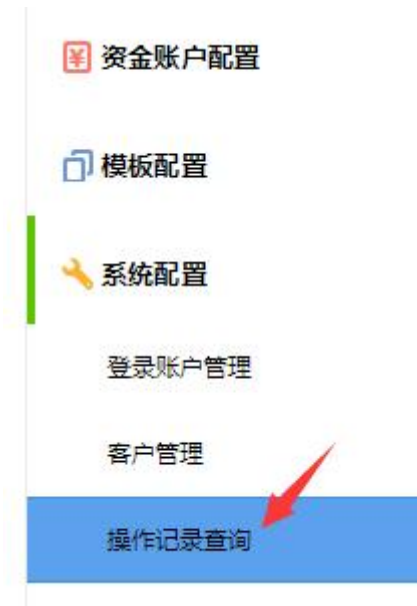 资金账户配置
模板配置
系统配置
登录账户管理
客户管理
操作记录查询